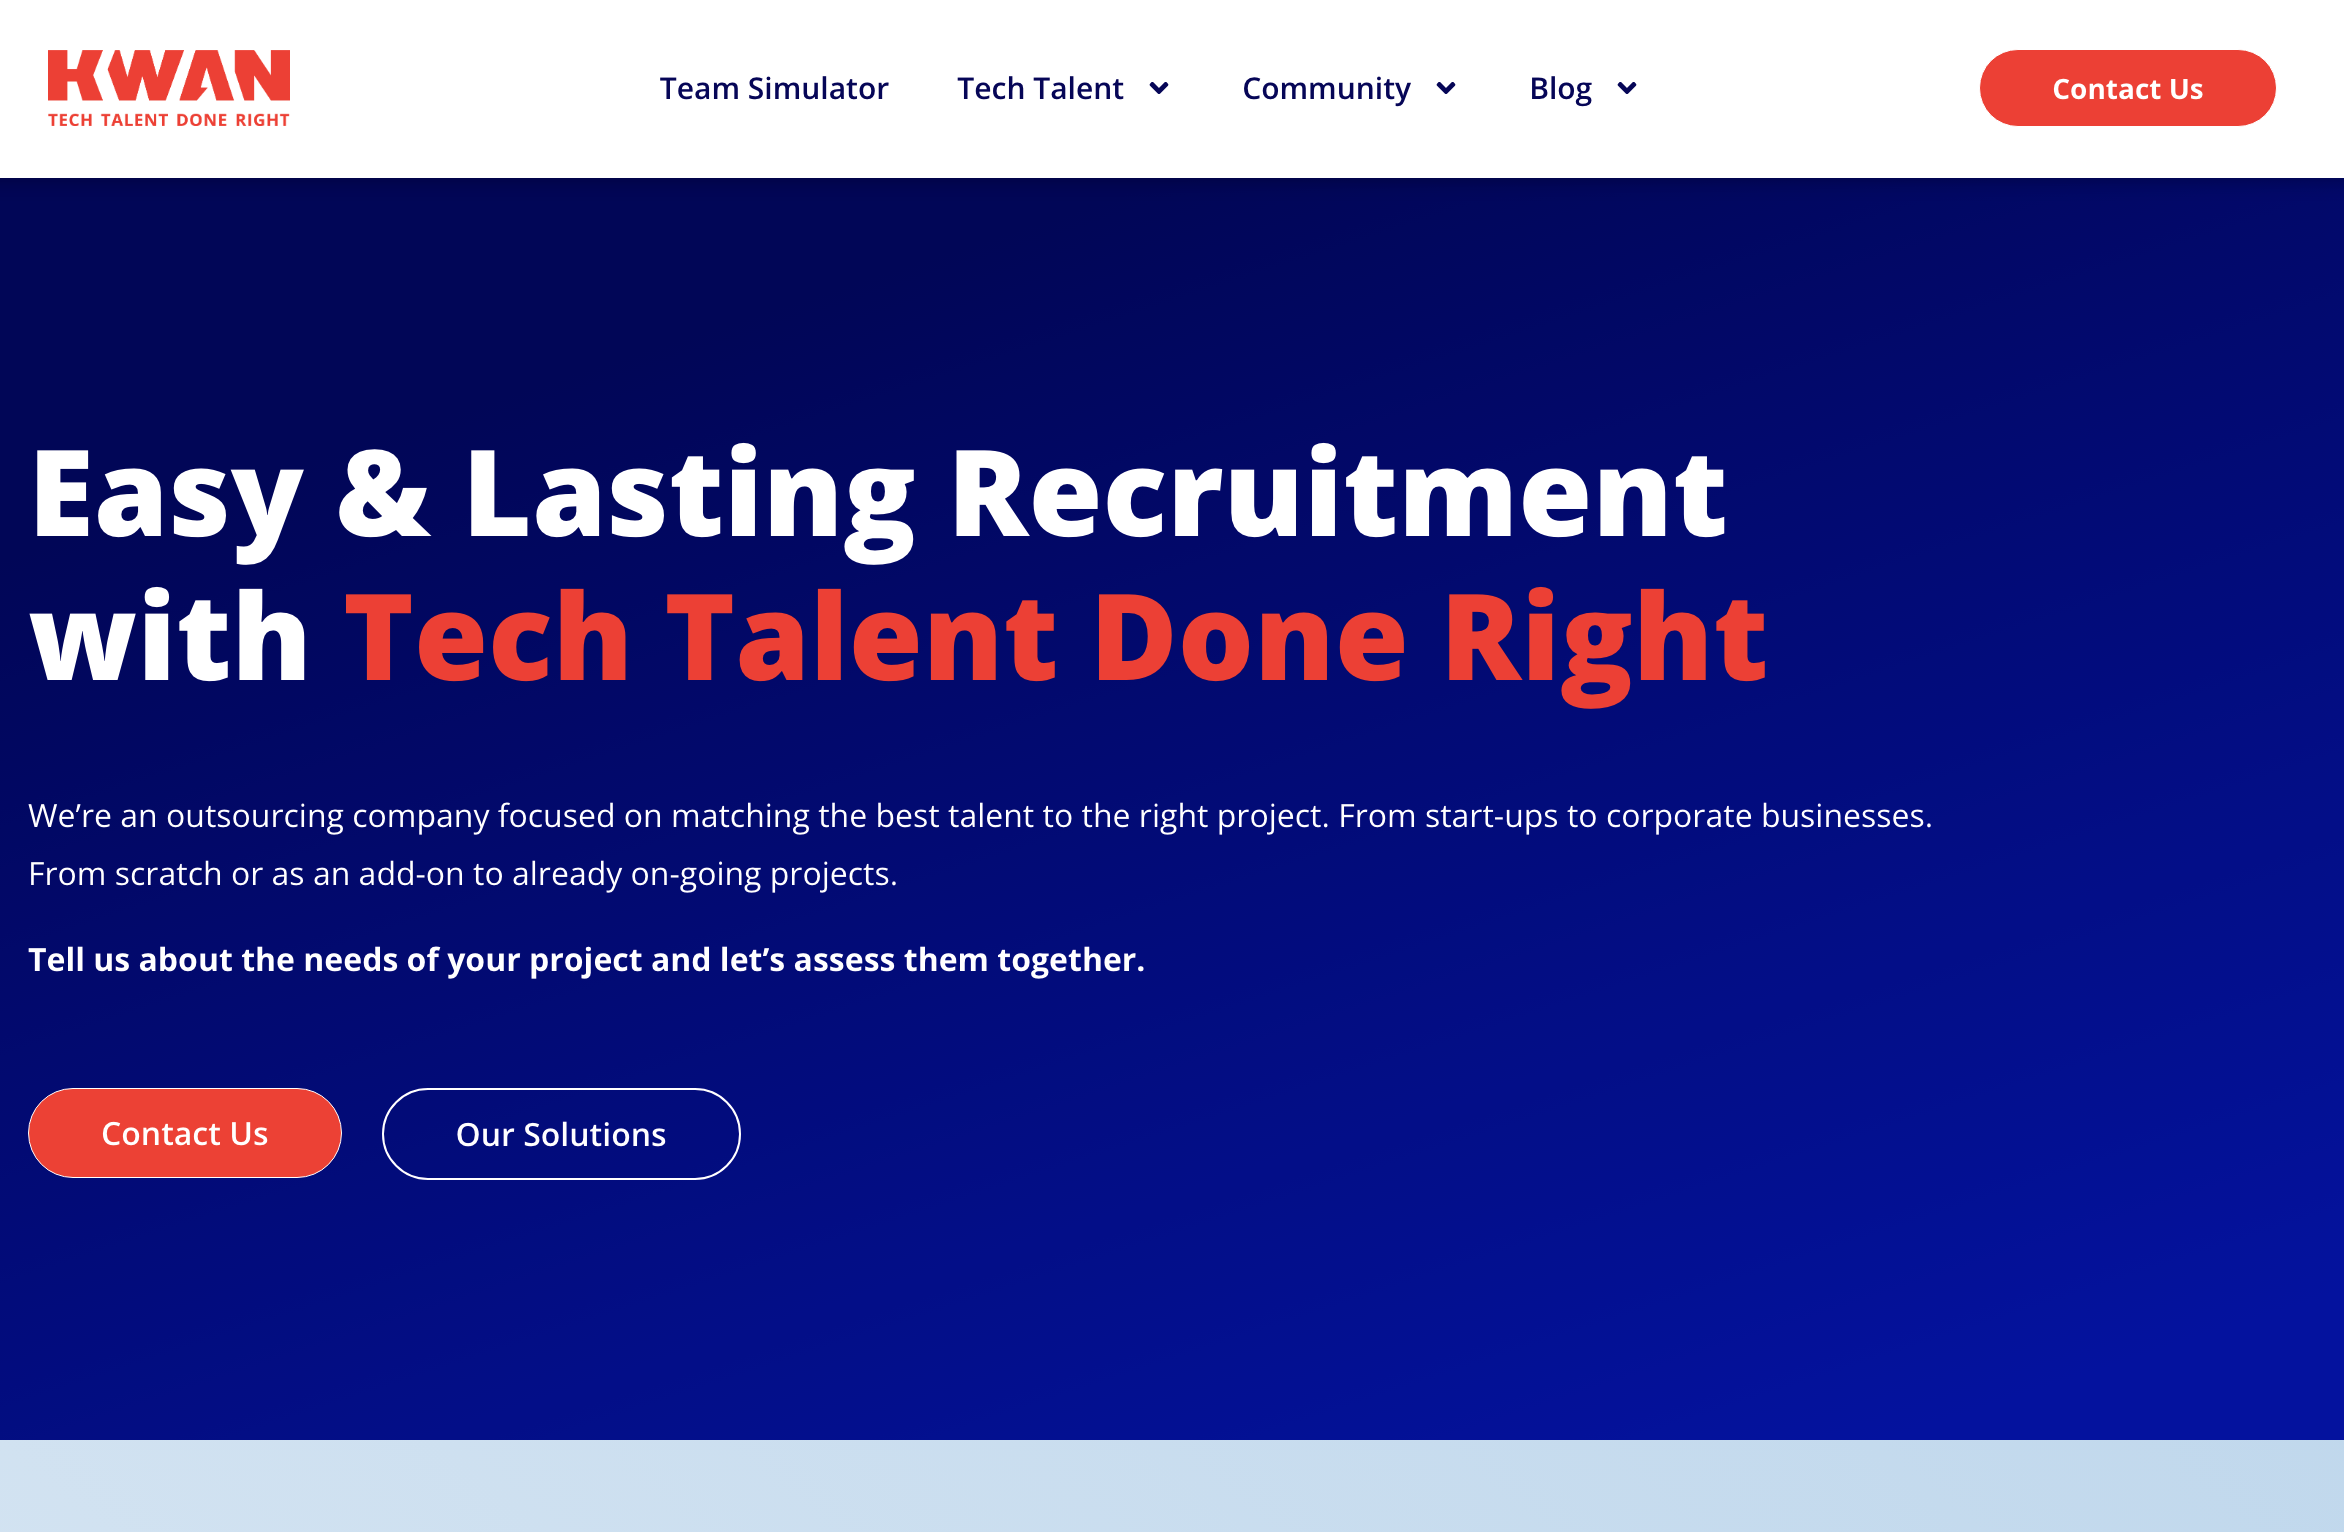 KWAN
TECH TALENT DONE RIGHT
Team Simulator
Tech Talent
Community
Blog
Contact Us
Easy & Lasting Recruitment
with Tech Talent Done Right
We’re an outsourcing company focused on matching the best talent to the right project. From start-ups to corporate businesses.
From scratch or as an add-on to already on-going projects.
Tell us about the needs of your project and let’s assess them together.
Contact Us
Our Solutions